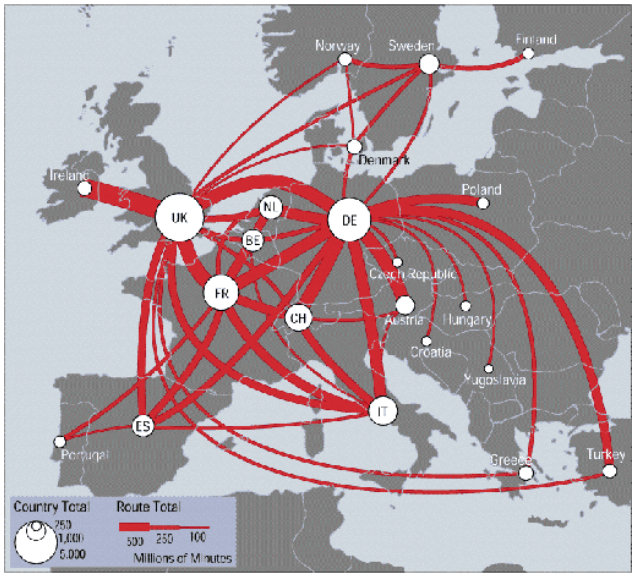 Norway Sweden Finland
Denmark
Ireland
Poland
NL
UK DE
BE
Czech Republic
FR
CH Austria Hungary
Croatia
Yugoslavia
IT
ES
Portugal
Greece Turkey
Country Total Route Total
250
1,000
5.000
500 250 100
Millions of Minutes